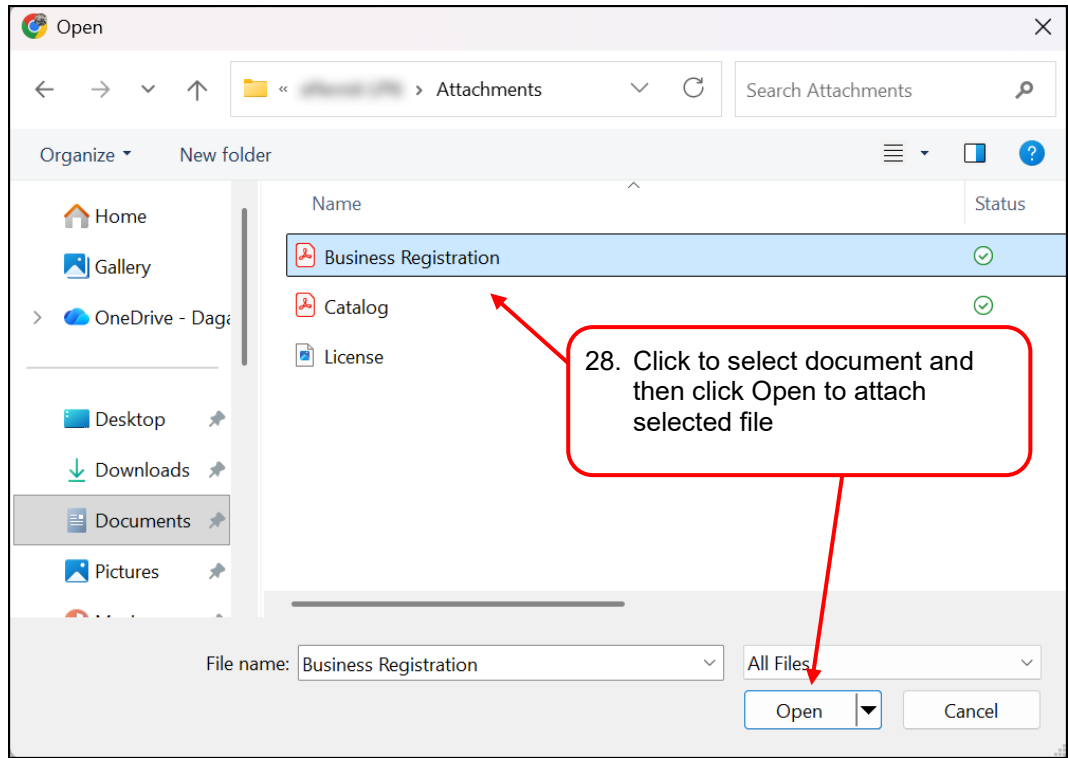 Open
« › Attachments
Search Attachments
Organize
New folder
Name
Status
Home
Gallery
OneDrive - Daga
Desktop
Downloads
Documents
Pictures
Business Registration
Catalog
License
28. Click to select document and
then click Open to attach
selected file
File name: Business Registration
All Files
Open
Cancel